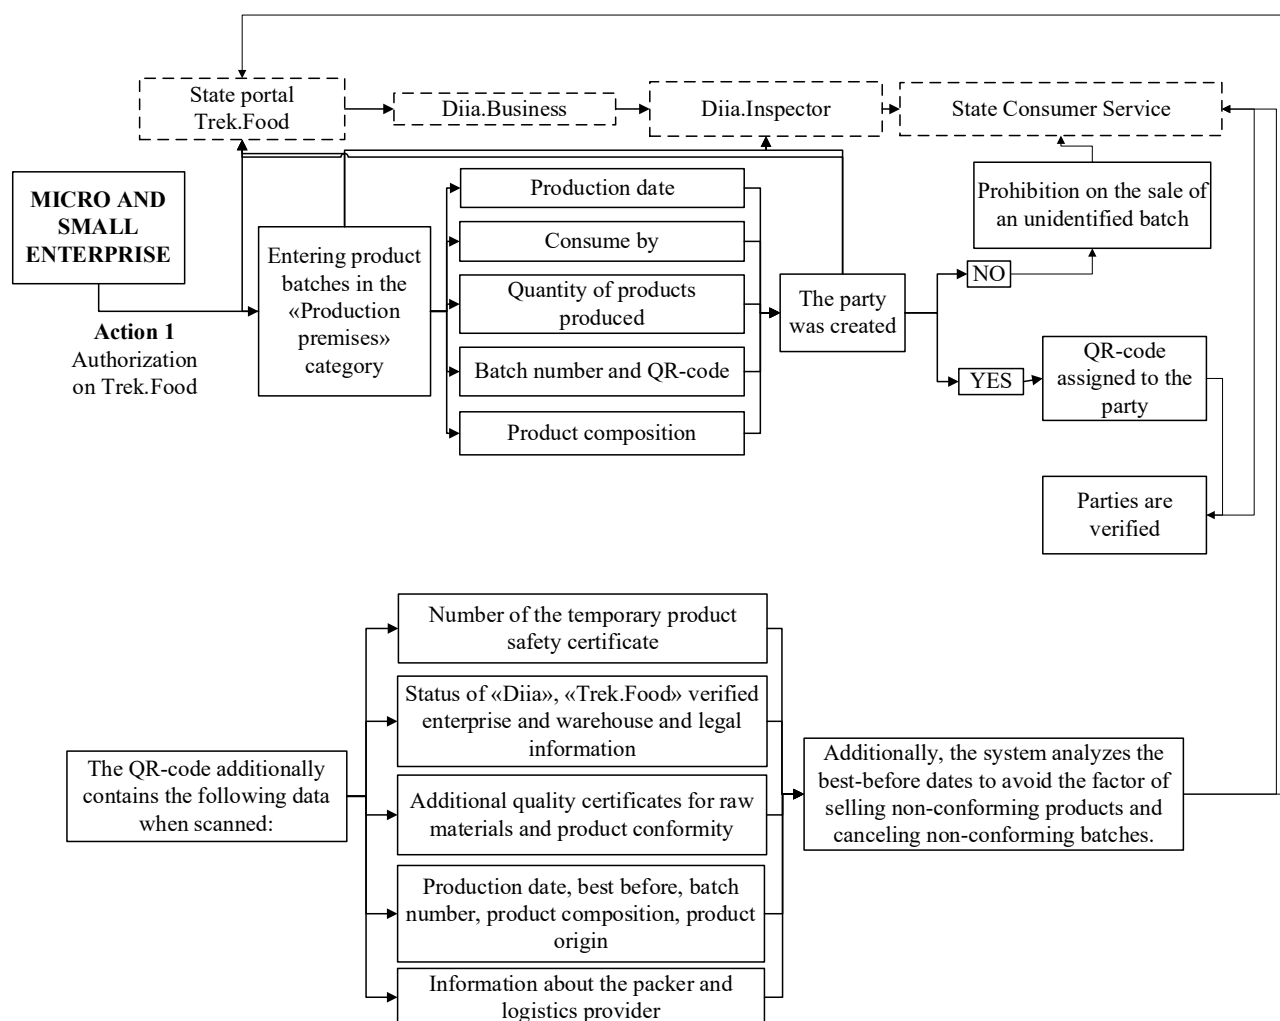 State portal
Trek.Food
Diia.Business
Diia.Inspector
State Consumer Service
MICRO AND
SMALL
ENTERPRISE
Action 1
Authorization
on Trek.Food
Entering product
batches in the
«Production
premises»
category
Production date
Consume by
Quantity of products
produced
Batch number and QR-code
Product composition
The party
was created
Prohibition on the sale of
an unidentified batch
NO
YES
QR-code
assigned to the
party
Parties are
verified
The QR-code additionally
contains the following data
when scanned:
Number of the temporary product
safety certificate
Status of «Diia», «Trek.Food» verified
enterprise and warehouse and legal
information
Additional quality certificates for raw
materials and product conformity
Production date, best before, batch
number, product composition, product
origin
Information about the packer and
logistics provider
Additionally, the system analyzes the
best-before dates to avoid the factor of
selling non-conforming products and
canceling non-conforming batches.